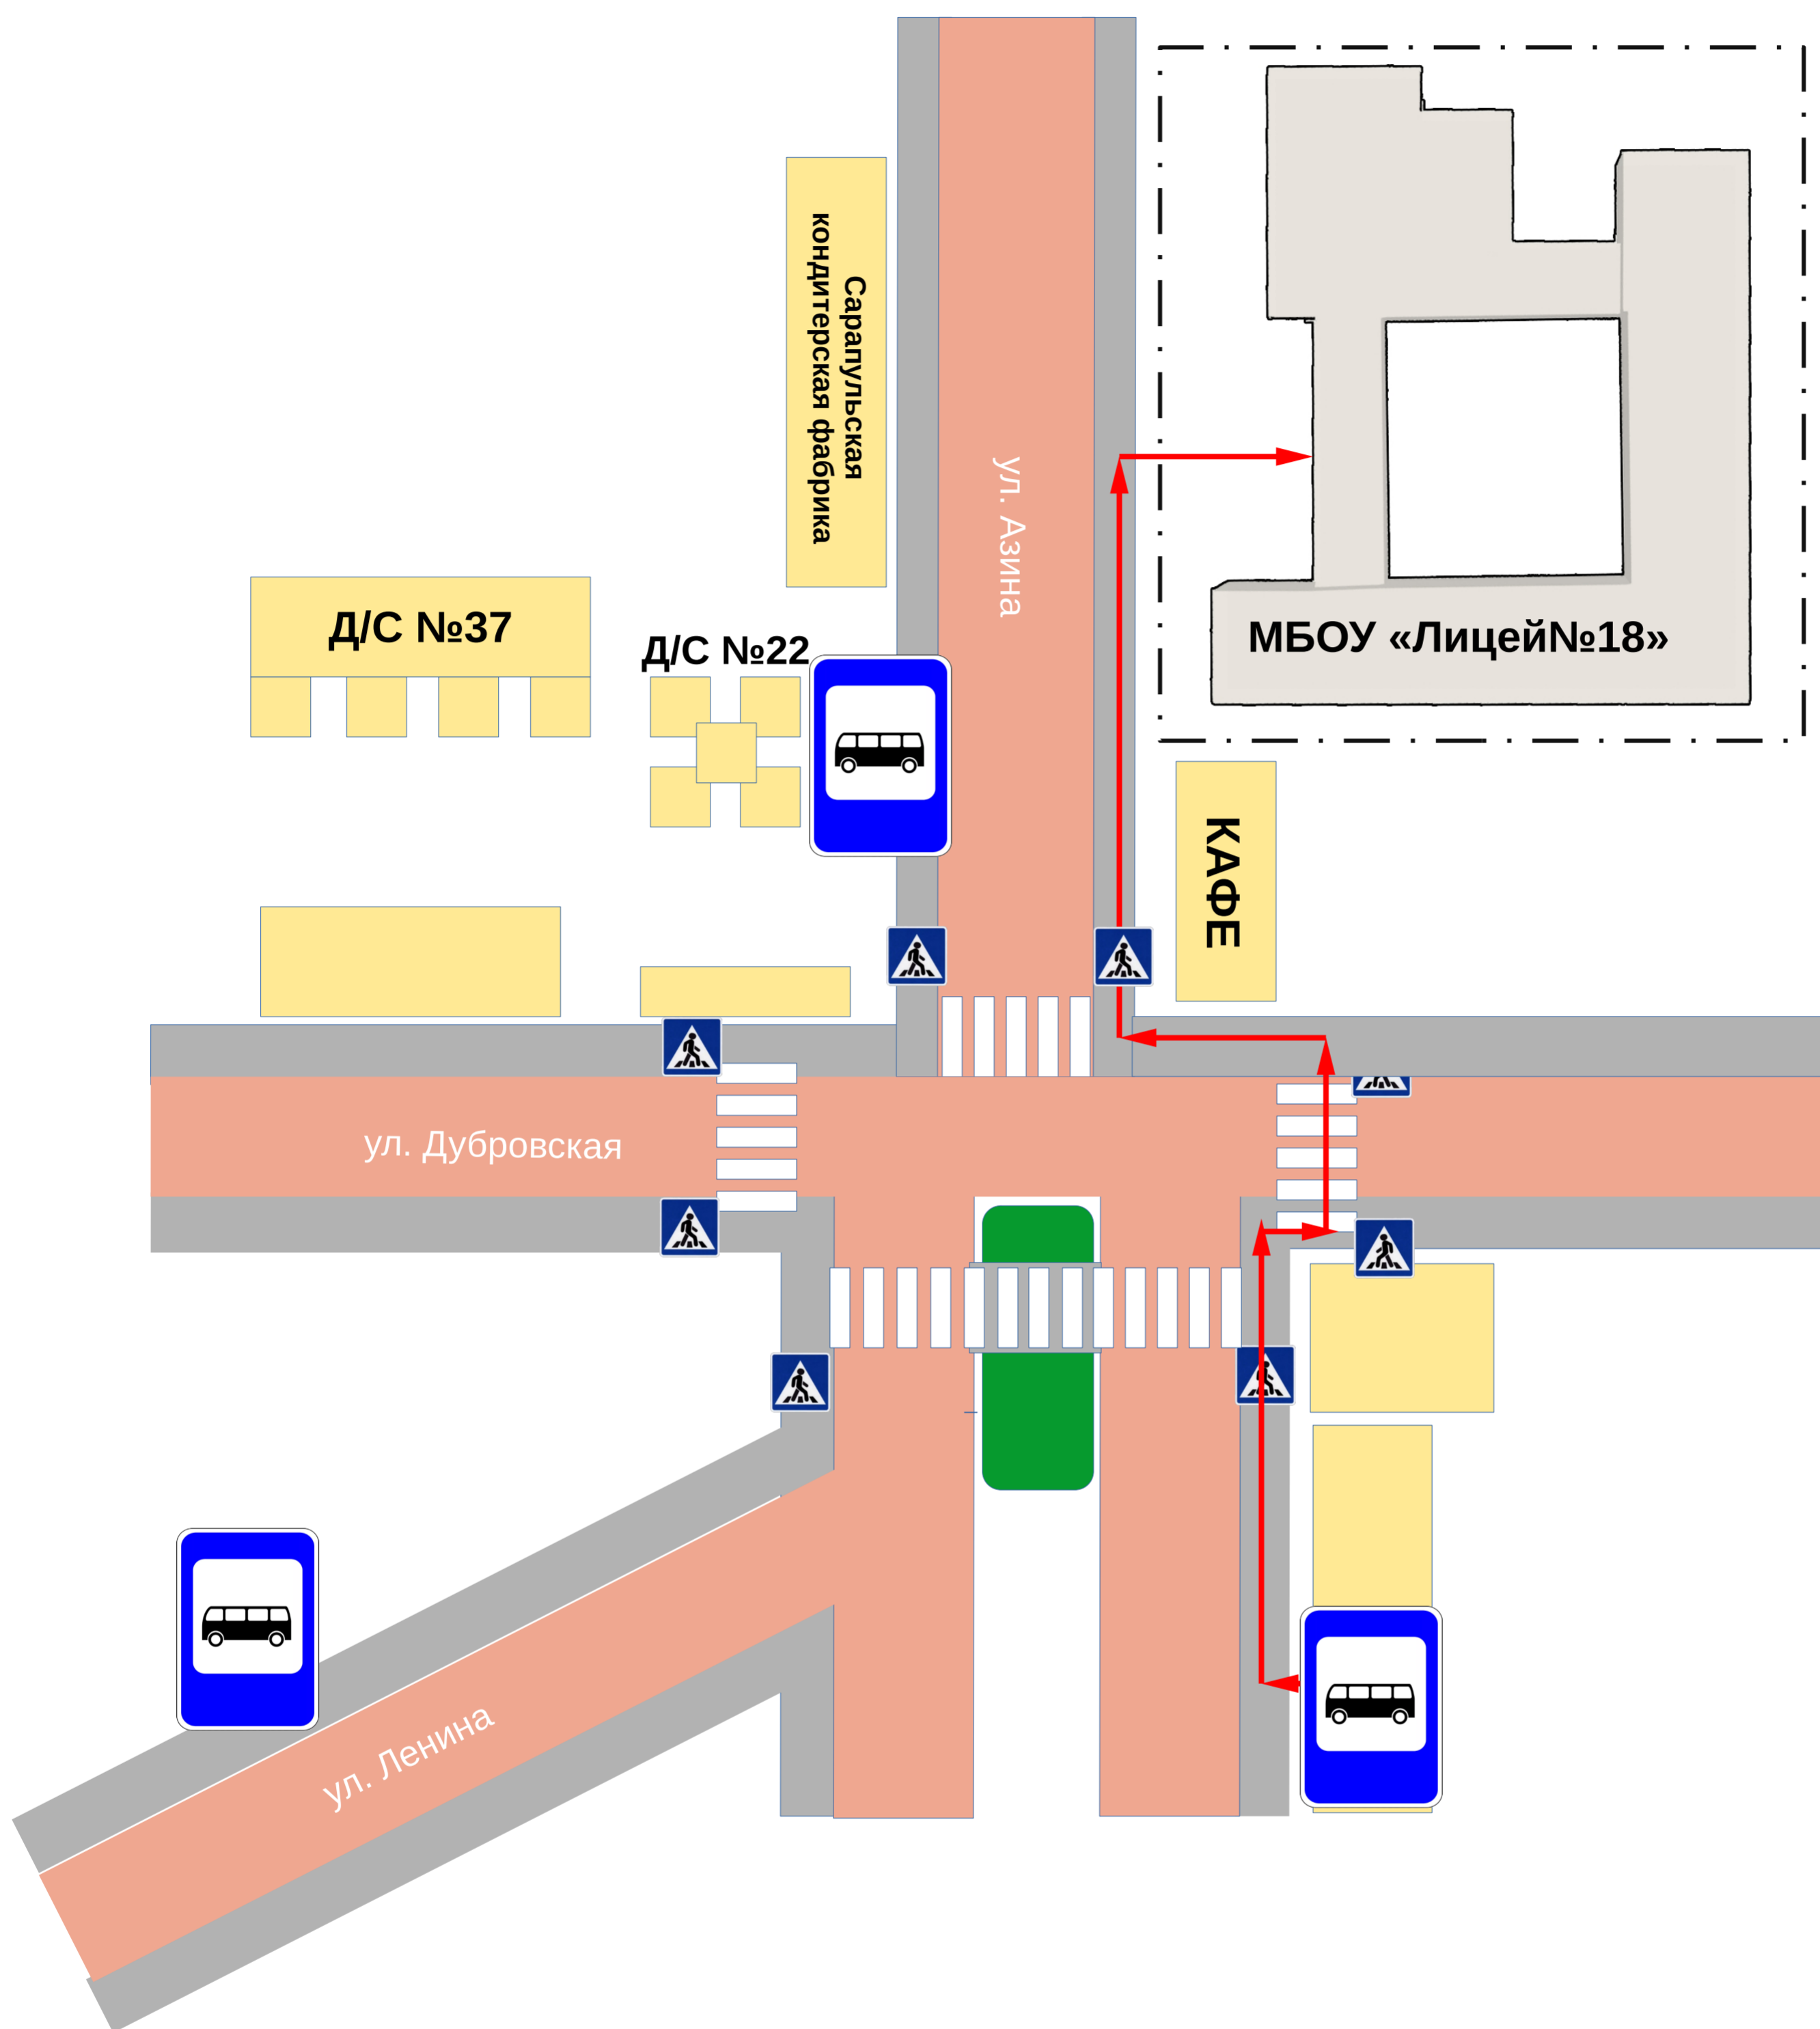 Сарапульская
кондитерская фабрика
ул. Азина
Д/С №37
Д/С №22
МБОУ «Лицей№18»
КАФЕ
ул. Дубровская
ул. Ленина